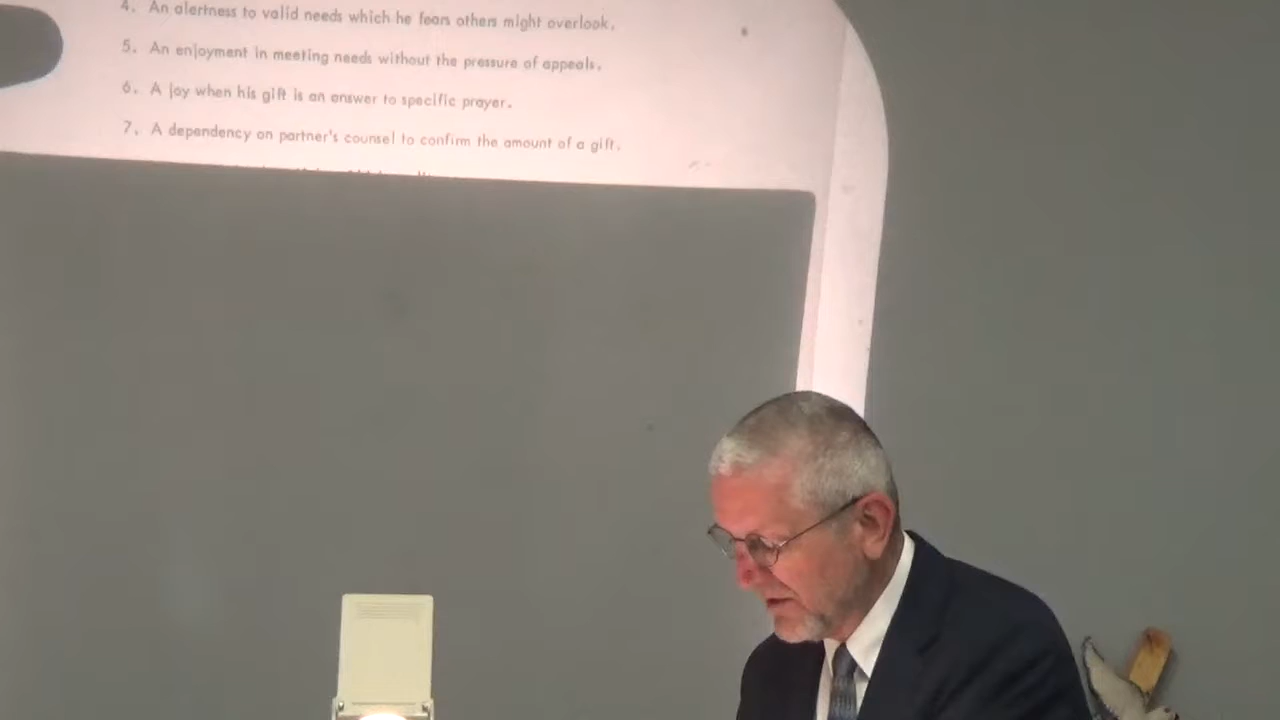 4. An alertness to valid needs which he fears others might overlook.
5. An enjoyment in meeting needs without the pressure of appeals.
6. A joy when his gift is an answer to specific prayer.
7. A dependency on partner's counsel to confirm the amount of a gift.